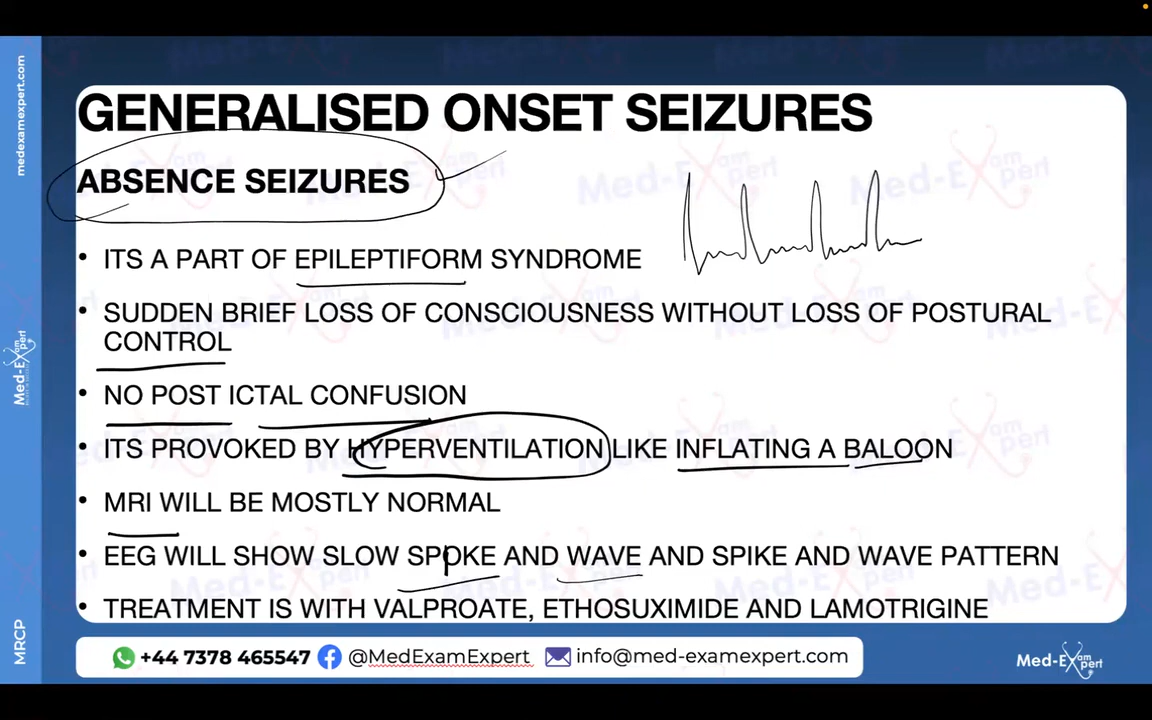 medexamexpert.com
Med-Expert
MRCP
GENERALISED ONSET SEIZURES
ABSENCE SEIZURES
• ITS A PART OF EPILEPTIFORM SYNDROME
• SUDDEN BRIEF LOSS OF CONSCIOUSNESS WITHOUT LOSS OF POSTURAL
CONTROL
• NO POST ICTAL CONFUSION
• ITS PROVOKED BY HYPERVENTILATION LIKE INFLATING A BALOON
• MRI WILL BE MOSTLY NORMAL
• EEG WILL SHOW SLOW SPOKE AND WAVE AND SPIKE AND WAVE PATTERN
• TREATMENT IS WITH VALPROATE, ETHOSUXIMIDE AND LAMOTRIGINE
+44 7378 465547 @MedExamExpert info@med-examexpert.com
Med-Exam Expert